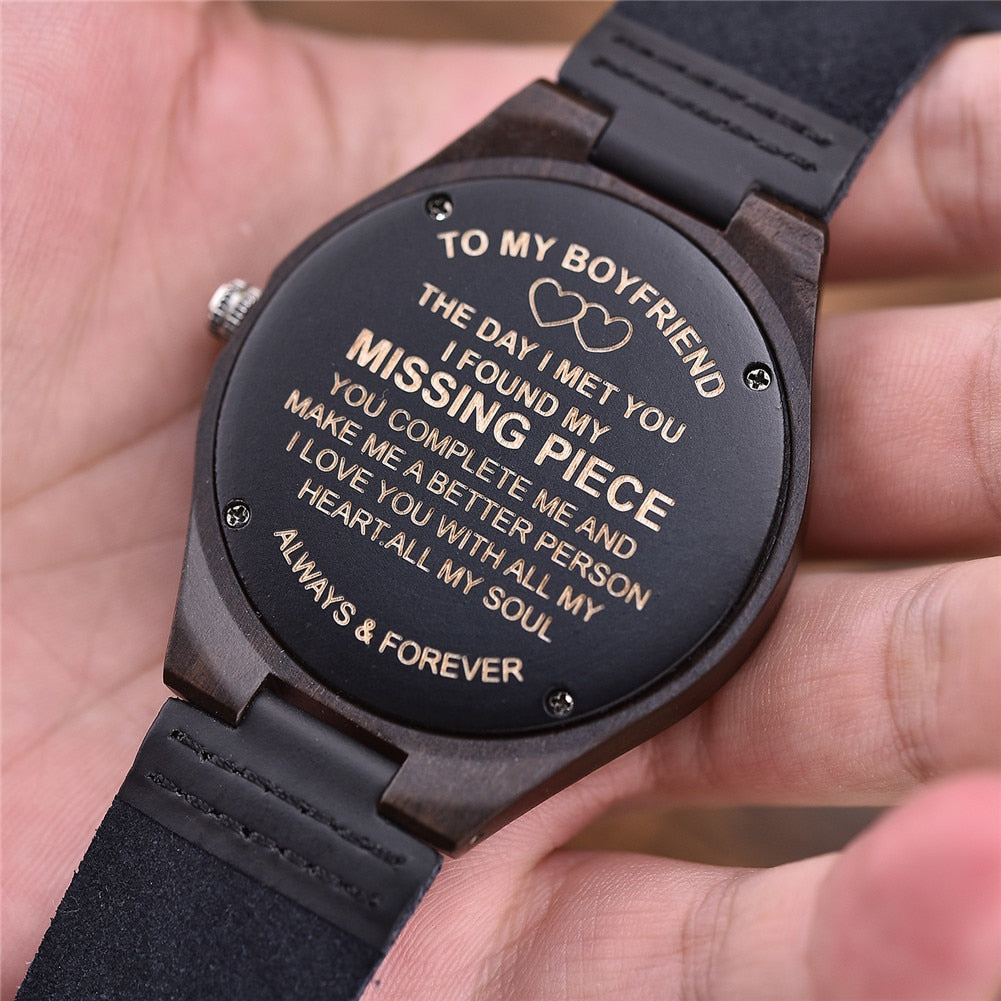 TO MY BOYFRIEND
THE DAY I MET YOU
I FOUND MY
MISSING PIECE
YOU COMPLETE ME AND
MAKE ME A BETTER PERSON
I LOVE YOU WITH ALL MY
HEART.ALL MY SOUL
ALWAYS & FOREVER